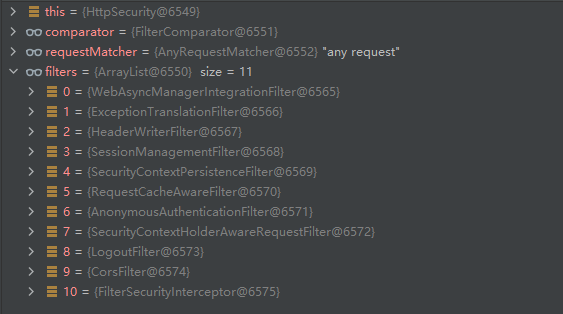 this = {HttpSecurity@6549}
comparator = {FilterComparator@6551}
requestMatcher = {AnyRequestMatcher@6552} "any request"
filters = {ArrayList@6550} size = 11
0 = {WebAsyncManagerIntegrationFilter@6565}
1 = {ExceptionTranslationFilter@6566}
2 = {HeaderWriterFilter@6567}
3 = {SessionManagementFilter@6568}
4 = {SecurityContextPersistenceFilter@6569}
5 = {RequestCacheAwareFilter@6570}
6 = {AnonymousAuthenticationFilter@6571}
7 = {SecurityContextHolderAwareRequestFilter@6572}
8 = {LogoutFilter@6573}
9 = {CorsFilter@6574}
10 = {FilterSecurityInterceptor@6575}